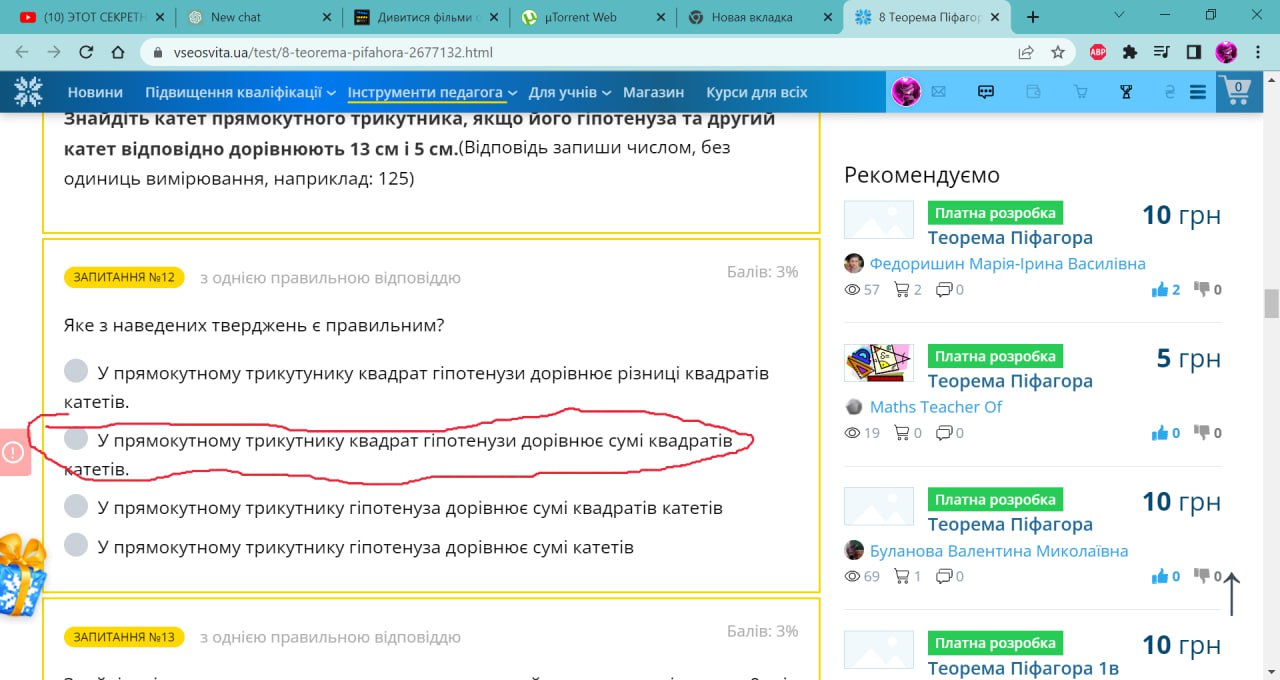 (10) ЭТОТ СЕКРЕТН
New chat
Дивитися фільми о
µTorrent Web
Новая вкладка
8 Теорема Піфагор
vseosvita.ua/test/8-teorema-pifahora-2677132.html
ABP
Новини Підвищення кваліфікації Інструменти педагога Для учнів Магазин Курси для всіх
0
Знайдіть катет прямокутного трикутника, якщо його гіпотенуза та другий
катет відповідно дорівнюють 13 см і 5 см.(Відповідь запиши числом, без
одиниць вимірювання, наприклад: 125)
ЗАПИТАННЯ №12 з однією правильною відповіддю Балів: 3%
Яке з наведених тверджень є правильним?
У прямокутному трикутунику квадрат гіпотенузи дорівнює різниці квадратів
катетів.
У прямокутному трикутнику квадрат гіпотенузи дорівнює сумі квадратів
катетів.
У прямокутному трикутнику гіпотенуза дорівнює сумі квадратів катетів
У прямокутному трикутнику гіпотенуза дорівнює сумі катетів
ЗАПИТАННЯ №13 з однією правильною відповіддю Балів: 3%
Рекомендуємо
Платна розробка 10 грн
Теорема Піфагора
Федоришин Марія-Ірина Василівна
57 2 0 2 0
Платна розробка 5 грн
Теорема Піфагора
Maths Teacher Of
19 0 0 0 0
Платна розробка 10 грн
Теорема Піфагора
Буланова Валентина Миколаївна
69 1 0 0 0
Платна розробка 10 грн
Теорема Піфагора 1в